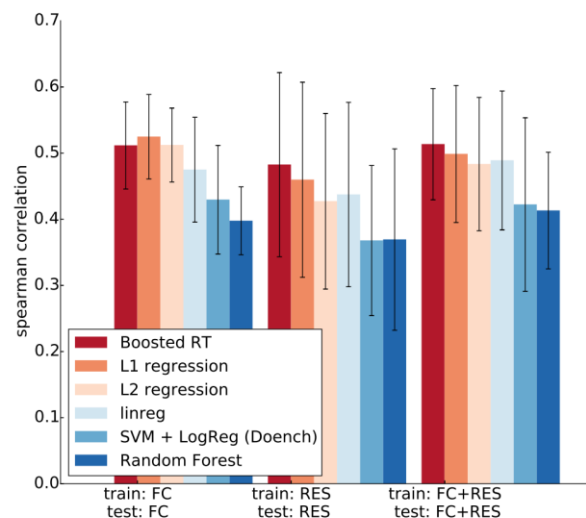 0.7
0.6
0.5
0.4
0.3
0.2
0.1
0.0
spearman correlation
Boosted RT
L1 regression
L2 regression
linreg
SVM + LogReg (Doench)
Random Forest
train: FC
test: FC
train: RES
test: RES
train: FC+RES
test: FC+RES